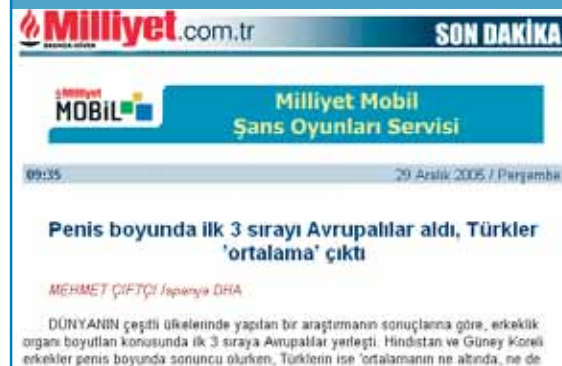 Milliyet.com.tr
SON DAKİKA
Milliyet
MOBİL
Milliyet Mobil
Şans Oyunları Servisi
09:35
29 Aralık 2005 / Perşembe
Penis boyunda ilk 3 sırayı Avrupalılar aldı, Türkler
'ortalama' çıktı
MEHMET ÇİFTÇİ İspanya DHA
DÜNYANIN çeşitli ülkelerinde yapılan bir araştırmanın sonuçlarına göre, erkeklik
organı boyutları konusunda ilk 3 sıraya Avrupalılar yerleşti. Hindistan ve Güney Koreli
erkekler penis boyunda sonuncu olurken, Türklerin ise 'ortalamanın ne altında, ne de